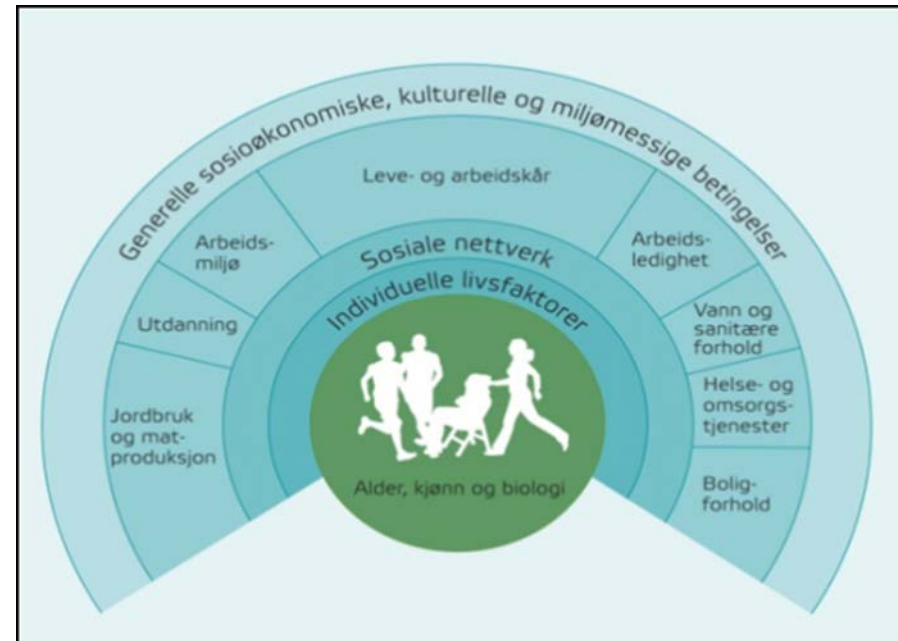 Generelle sosioøkonomiske, kulturelle og miljømessige betingelser
Leve- og arbeidskår
Arbeids-
miljø
Utdanning
Jordbruk
og mat-
produksjon
Arbeids-
ledighet
Vann og
sanitære
forhold
Helse- og
omsorgs-
tjenester
Bolig-
forhold
Sosiale nettverk
Individuelle livsfaktorer
Alder, kjønn og biologi